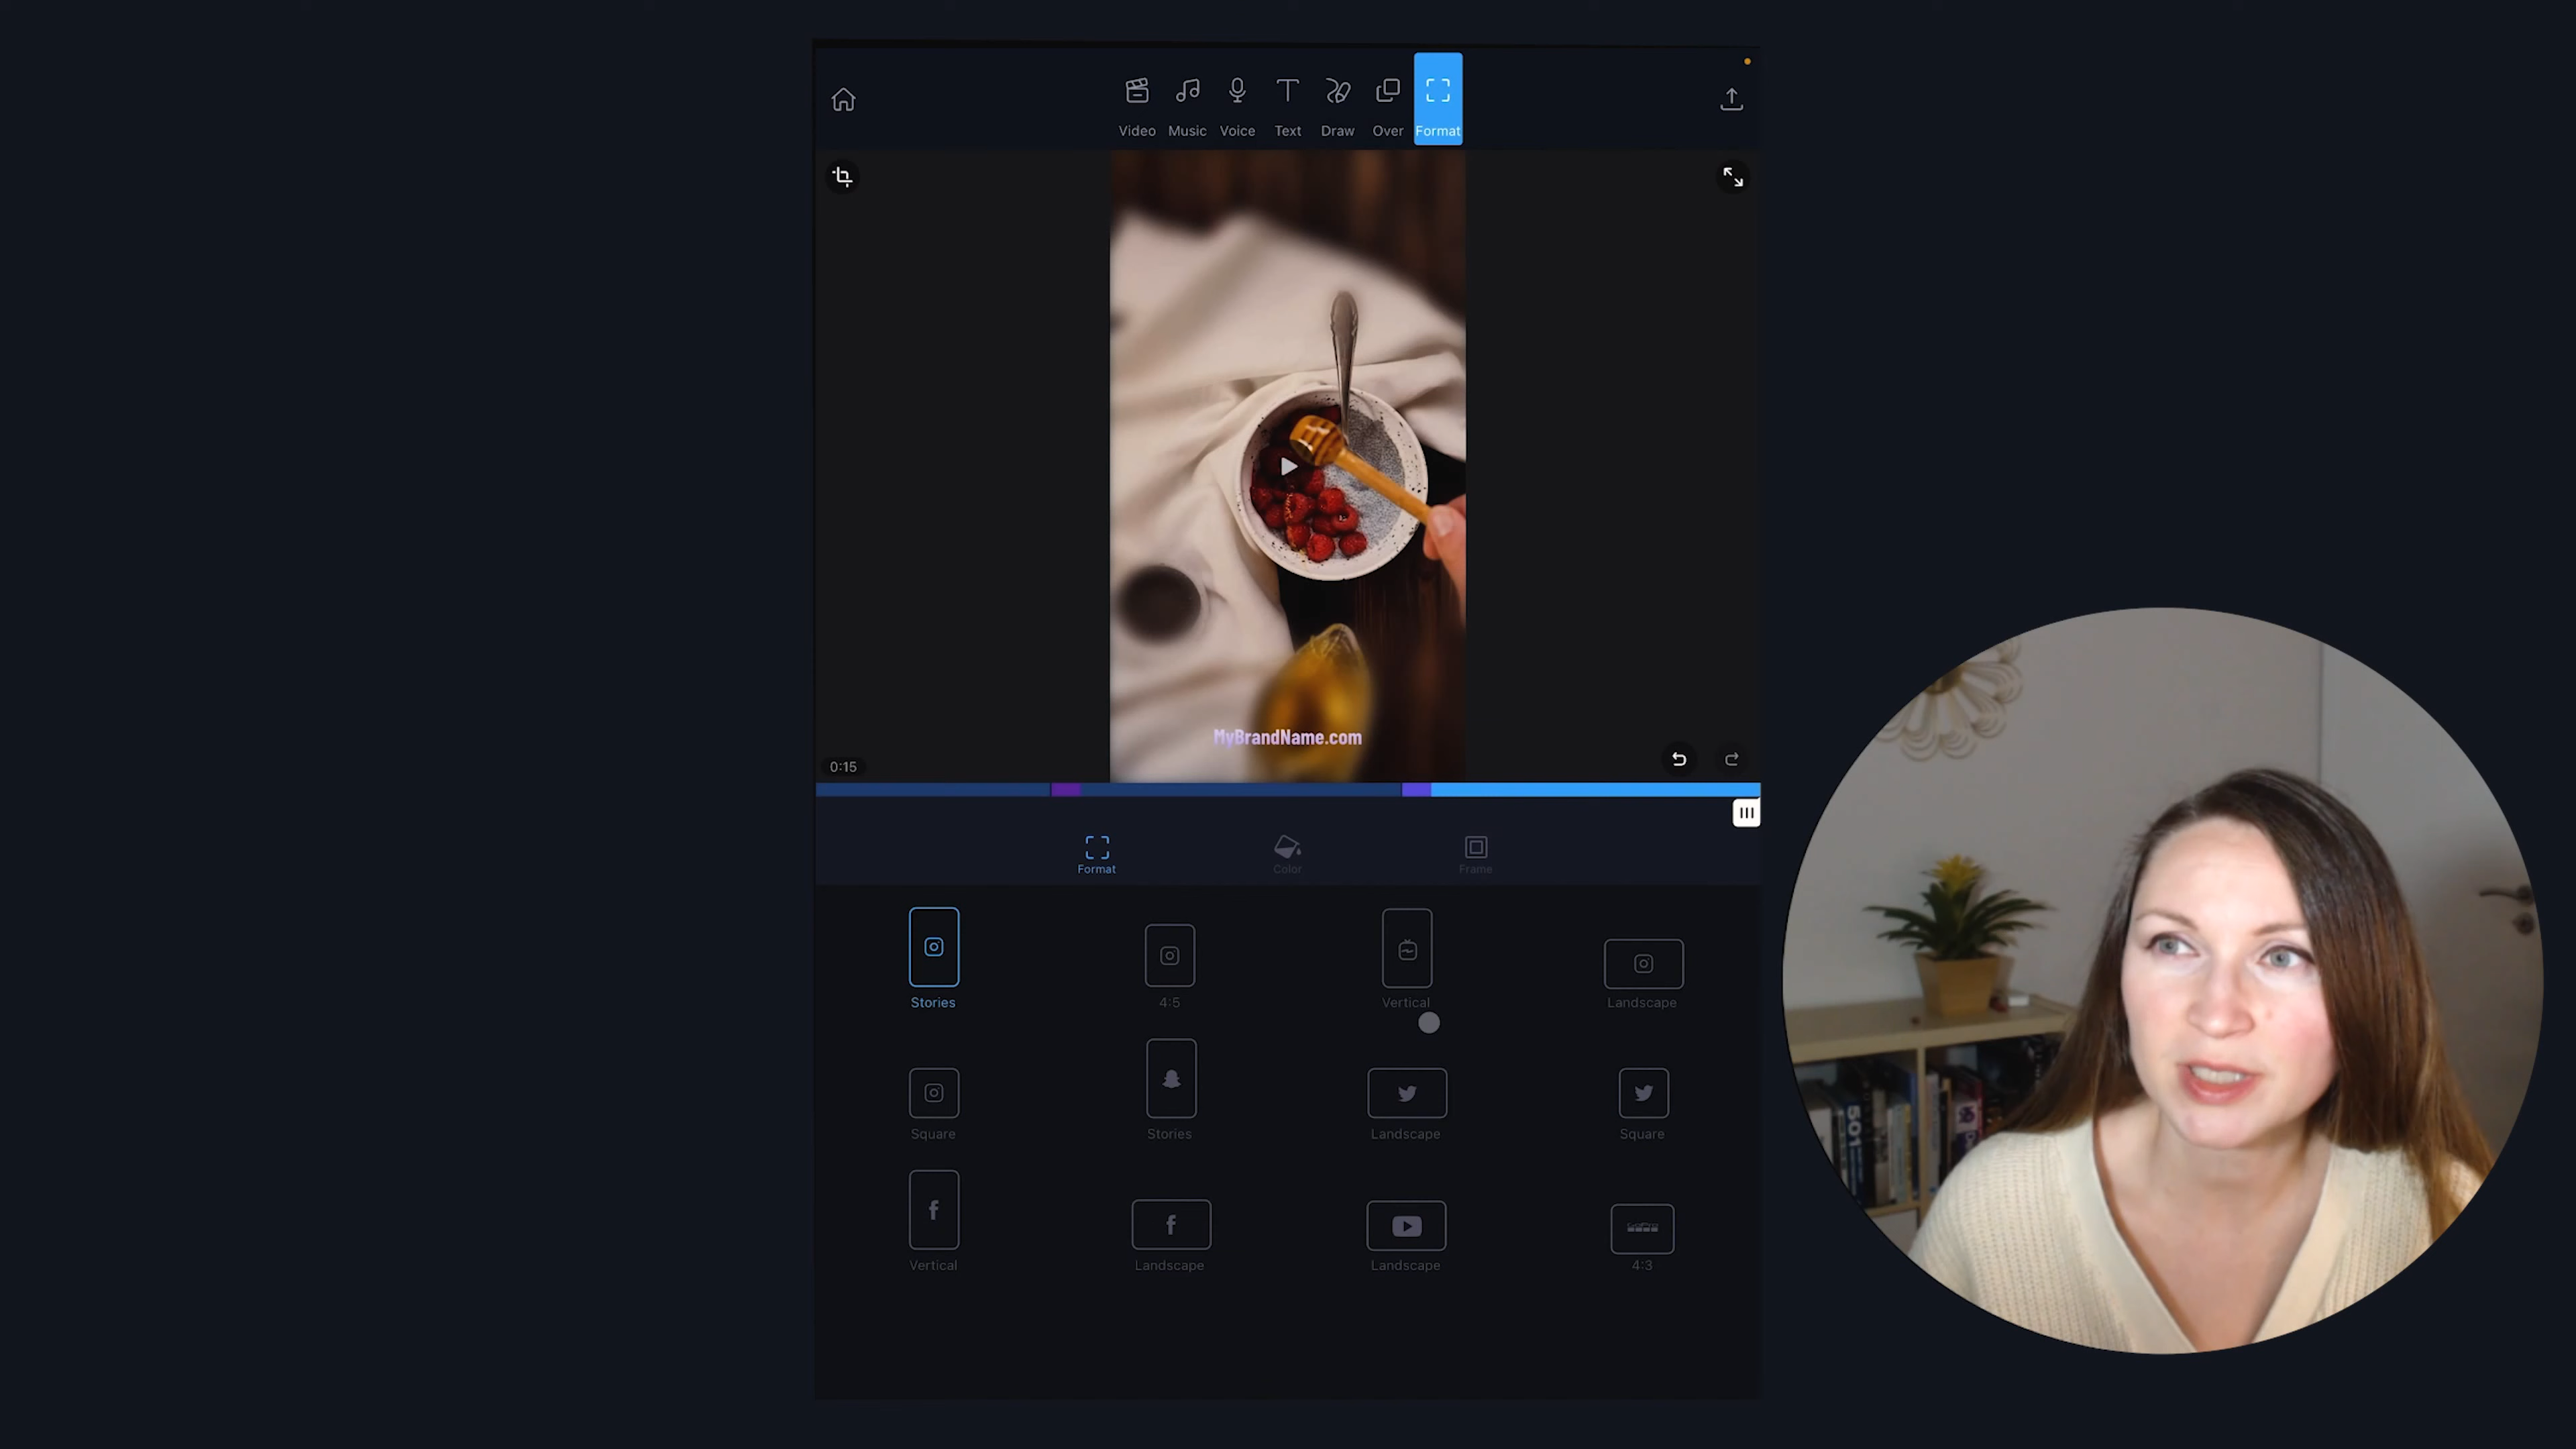 Video Music Voice Text Draw Over Format
MyBrandName.com
0:15
Format Color Frame
Stories 4:5 Vertical Landscape
Square Stories Landscape Square
Vertical Landscape Landscape 4:3
501